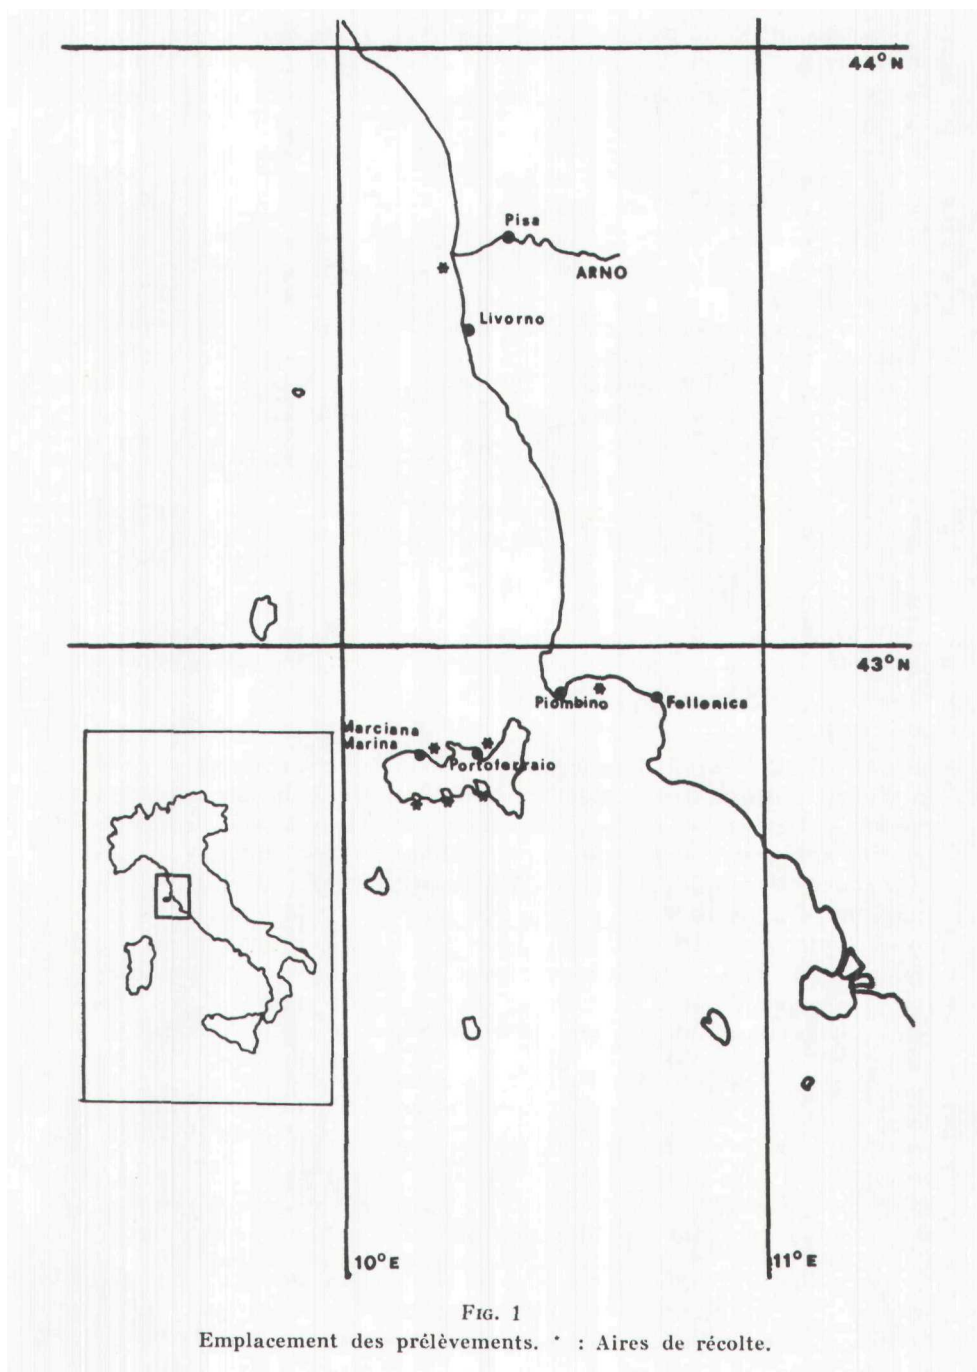 44° N
Pisa
ARNO
Livorno
43° N
Piombino
Follonica
Marciana
Marina
Portoferraio
10° E
11° E
FIG. 1
Emplacement des prélèvements. * : Aires de récolte.